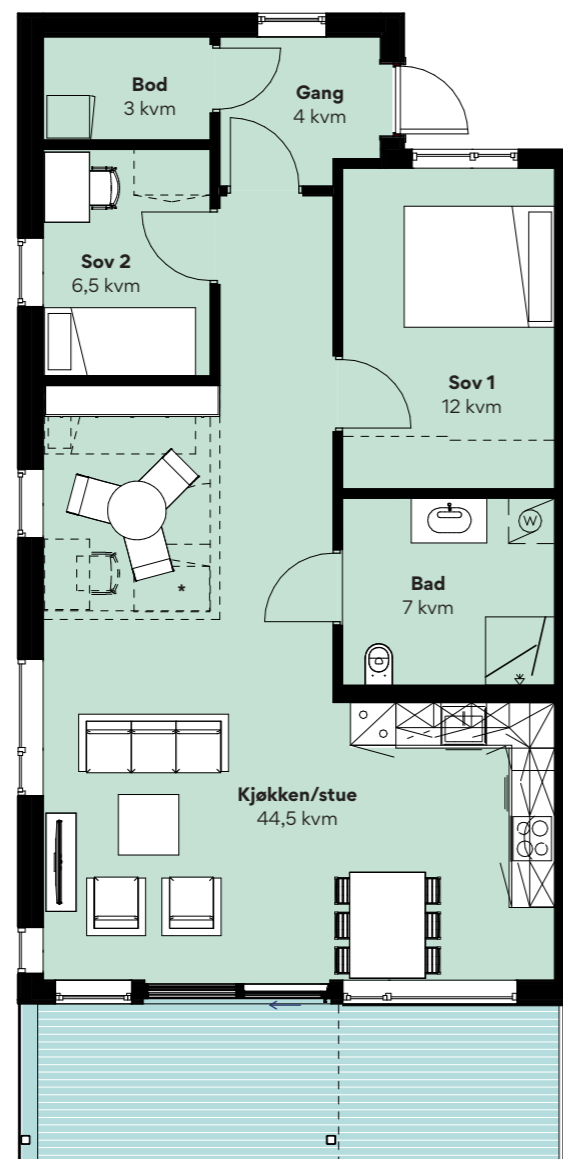 Bod
3 kvm
Gang
4 kvm
Sov 2
6,5 kvm
Sov 1
12 kvm
W
Bad
7 kvm
*
Kjøkken/stue
44,5 kvm